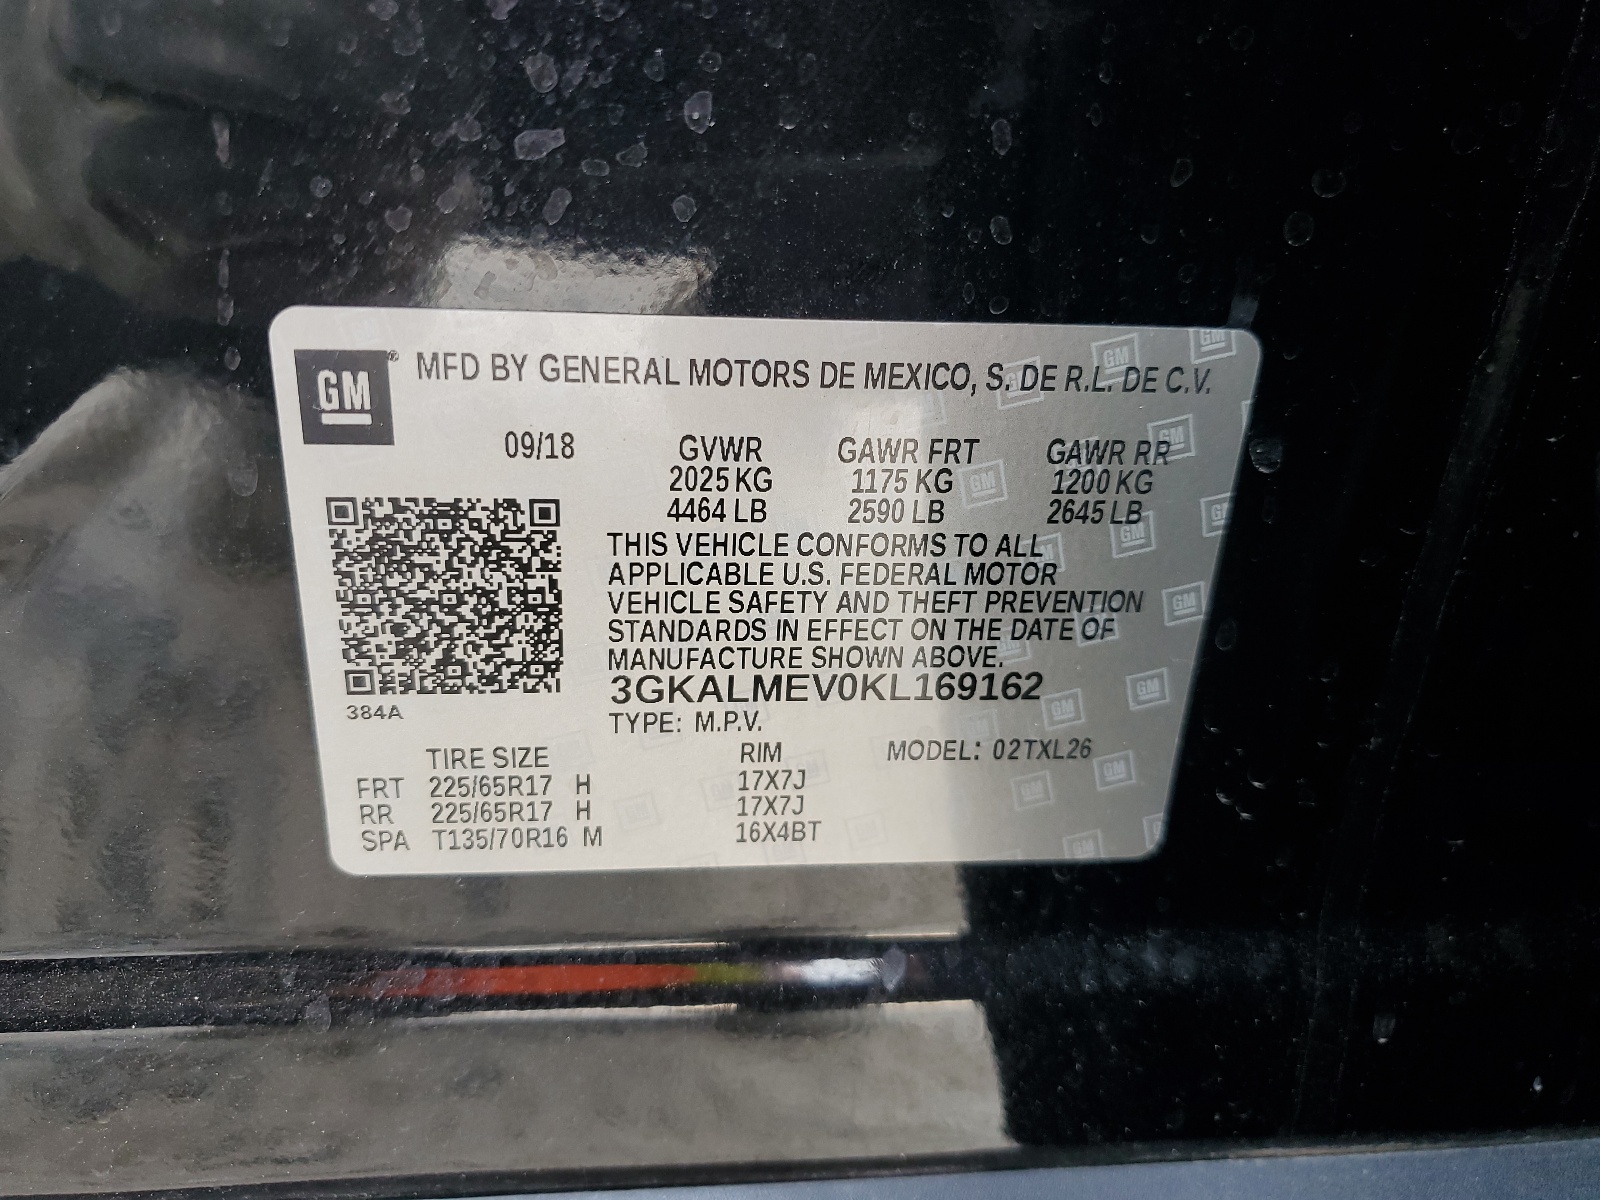 GM® MFD BY GENERAL MOTORS DE MEXICO, S. DE R.L. DE C.V.
09/18 GVWR GAWR FRT GAWR RR
2025 KG 1175 KG 1200 KG
4464 LB 2590 LB 2645 LB
THIS VEHICLE CONFORMS TO ALL
APPLICABLE U.S. FEDERAL MOTOR
VEHICLE SAFETY AND THEFT PREVENTION
STANDARDS IN EFFECT ON THE DATE OF
MANUFACTURE SHOWN ABOVE.
3GKALMEV0KL169162
384A
TYPE: M.P.V.
TIRE SIZE RIM MODEL: 02TXL26
FRT 225/65R17 H 17X7J
RR 225/65R17 H 17X7J
SPA T135/70R16 M 16X4BT